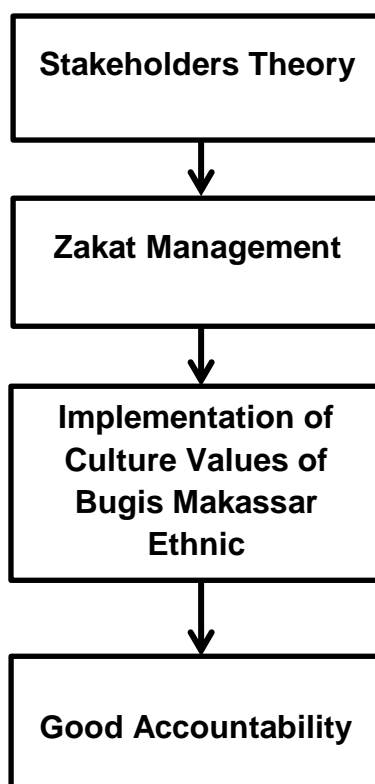 Stakeholders Theory
Zakat Management
Implementation of
Culture Values of
Bugis Makassar
Ethnic
Good Accountability